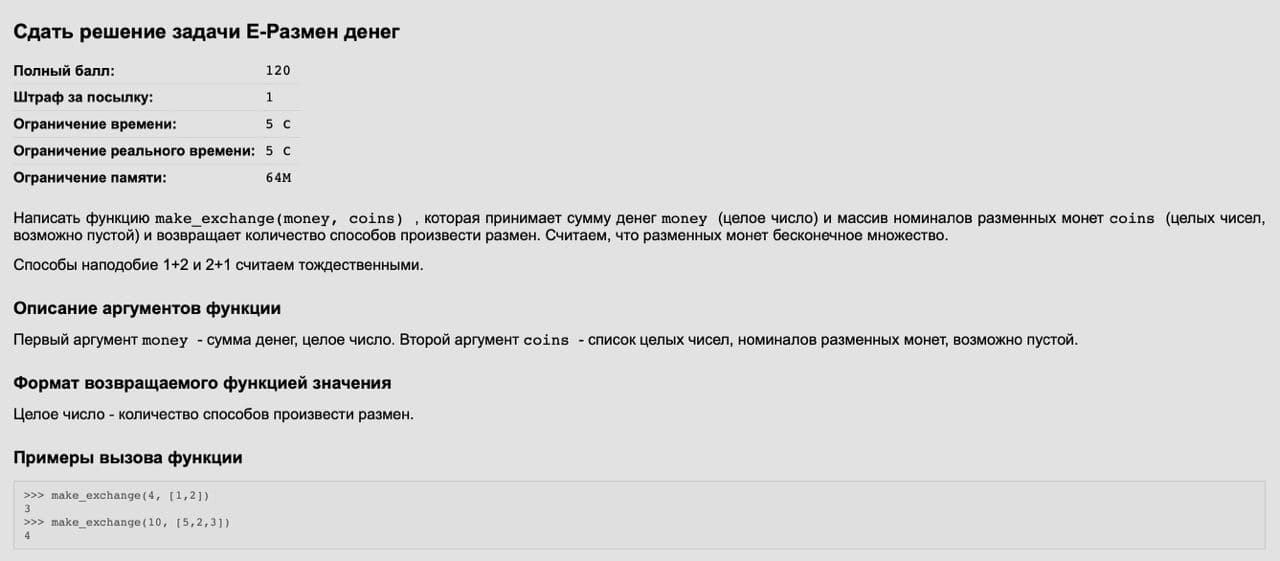 Сдать решение задачи E-Размен денег
Полный балл: 120
Штраф за посылку: 1
Ограничение времени: 5 с
Ограничение реального времени: 5 с
Ограничение памяти: 64M
Написать функцию make_exchange(money, coins) , которая принимает сумму денег money (целое число) и массив номиналов разменных монет coins (целых чисел,
возможно пустой) и возвращает количество способов произвести размен. Считаем, что разменных монет бесконечное множество.
Способы наподобие 1+2 и 2+1 считаем тождественными.
Описание аргументов функции
Первый аргумент money - сумма денег, целое число. Второй аргумент coins - список целых чисел, номиналов разменных монет, возможно пустой.
Формат возвращаемого функцией значения
Целое число - количество способов произвести размен.
Примеры вызова функции
>>> make_exchange(4, [1,2])
3
>>> make_exchange(10, [5,2,3])
4